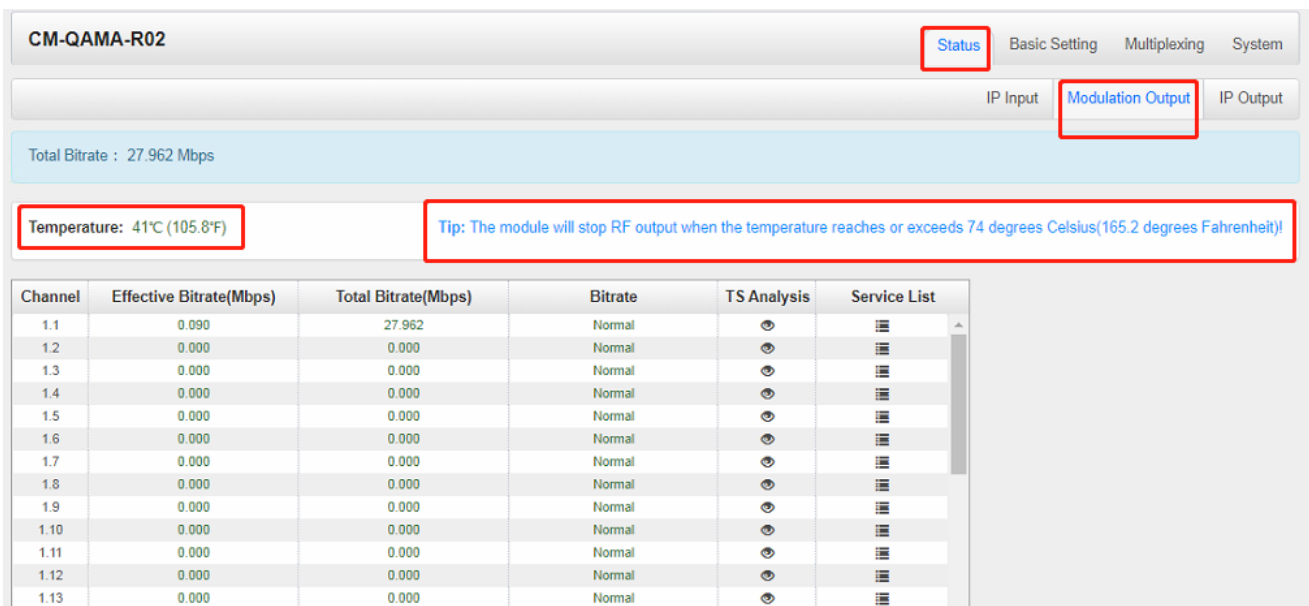 CM-QAMA-R02
Status Basic Setting Multiplexing System
IP Input Modulation Output IP Output
Total Bitrate : 27.962 Mbps
Temperature: 41℃ (105.8℉) Tip: The module will stop RF output when the temperature reaches or exceeds 74 degrees Celsius(165.2 degrees Fahrenheit)!
Channel Effective Bitrate(Mbps) Total Bitrate(Mbps) Bitrate TS Analysis Service List
1.1 0.090 27.962 Normal
1.2 0.000 0.000 Normal
1.3 0.000 0.000 Normal
1.4 0.000 0.000 Normal
1.5 0.000 0.000 Normal
1.6 0.000 0.000 Normal
1.7 0.000 0.000 Normal
1.8 0.000 0.000 Normal
1.9 0.000 0.000 Normal
1.10 0.000 0.000 Normal
1.11 0.000 0.000 Normal
1.12 0.000 0.000 Normal
1.13 0.000 0.000 Normal